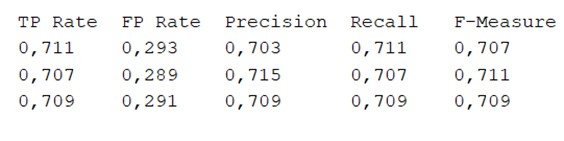 TP Rate FP Rate Precision Recall F-Measure
0,711 0,293 0,703 0,711 0,707
0,707 0,289 0,715 0,707 0,711
0,709 0,291 0,709 0,709 0,709